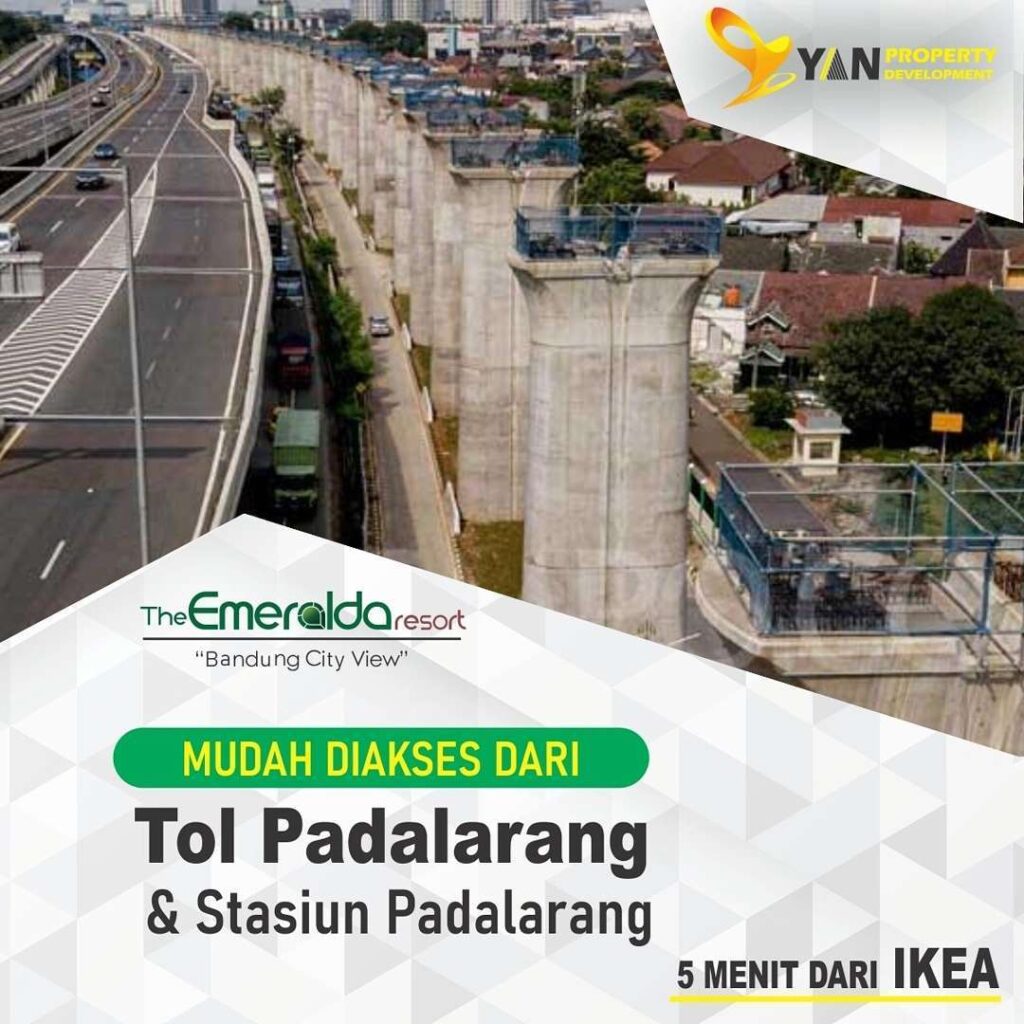 YAN PROPERTY
DEVELOPMENT
The Emeralda resort
“Bandung City View”
MUDAH DIAKSES DARI
Tol Padalarang
& Stasiun Padalarang
5 MENIT DARI IKEA